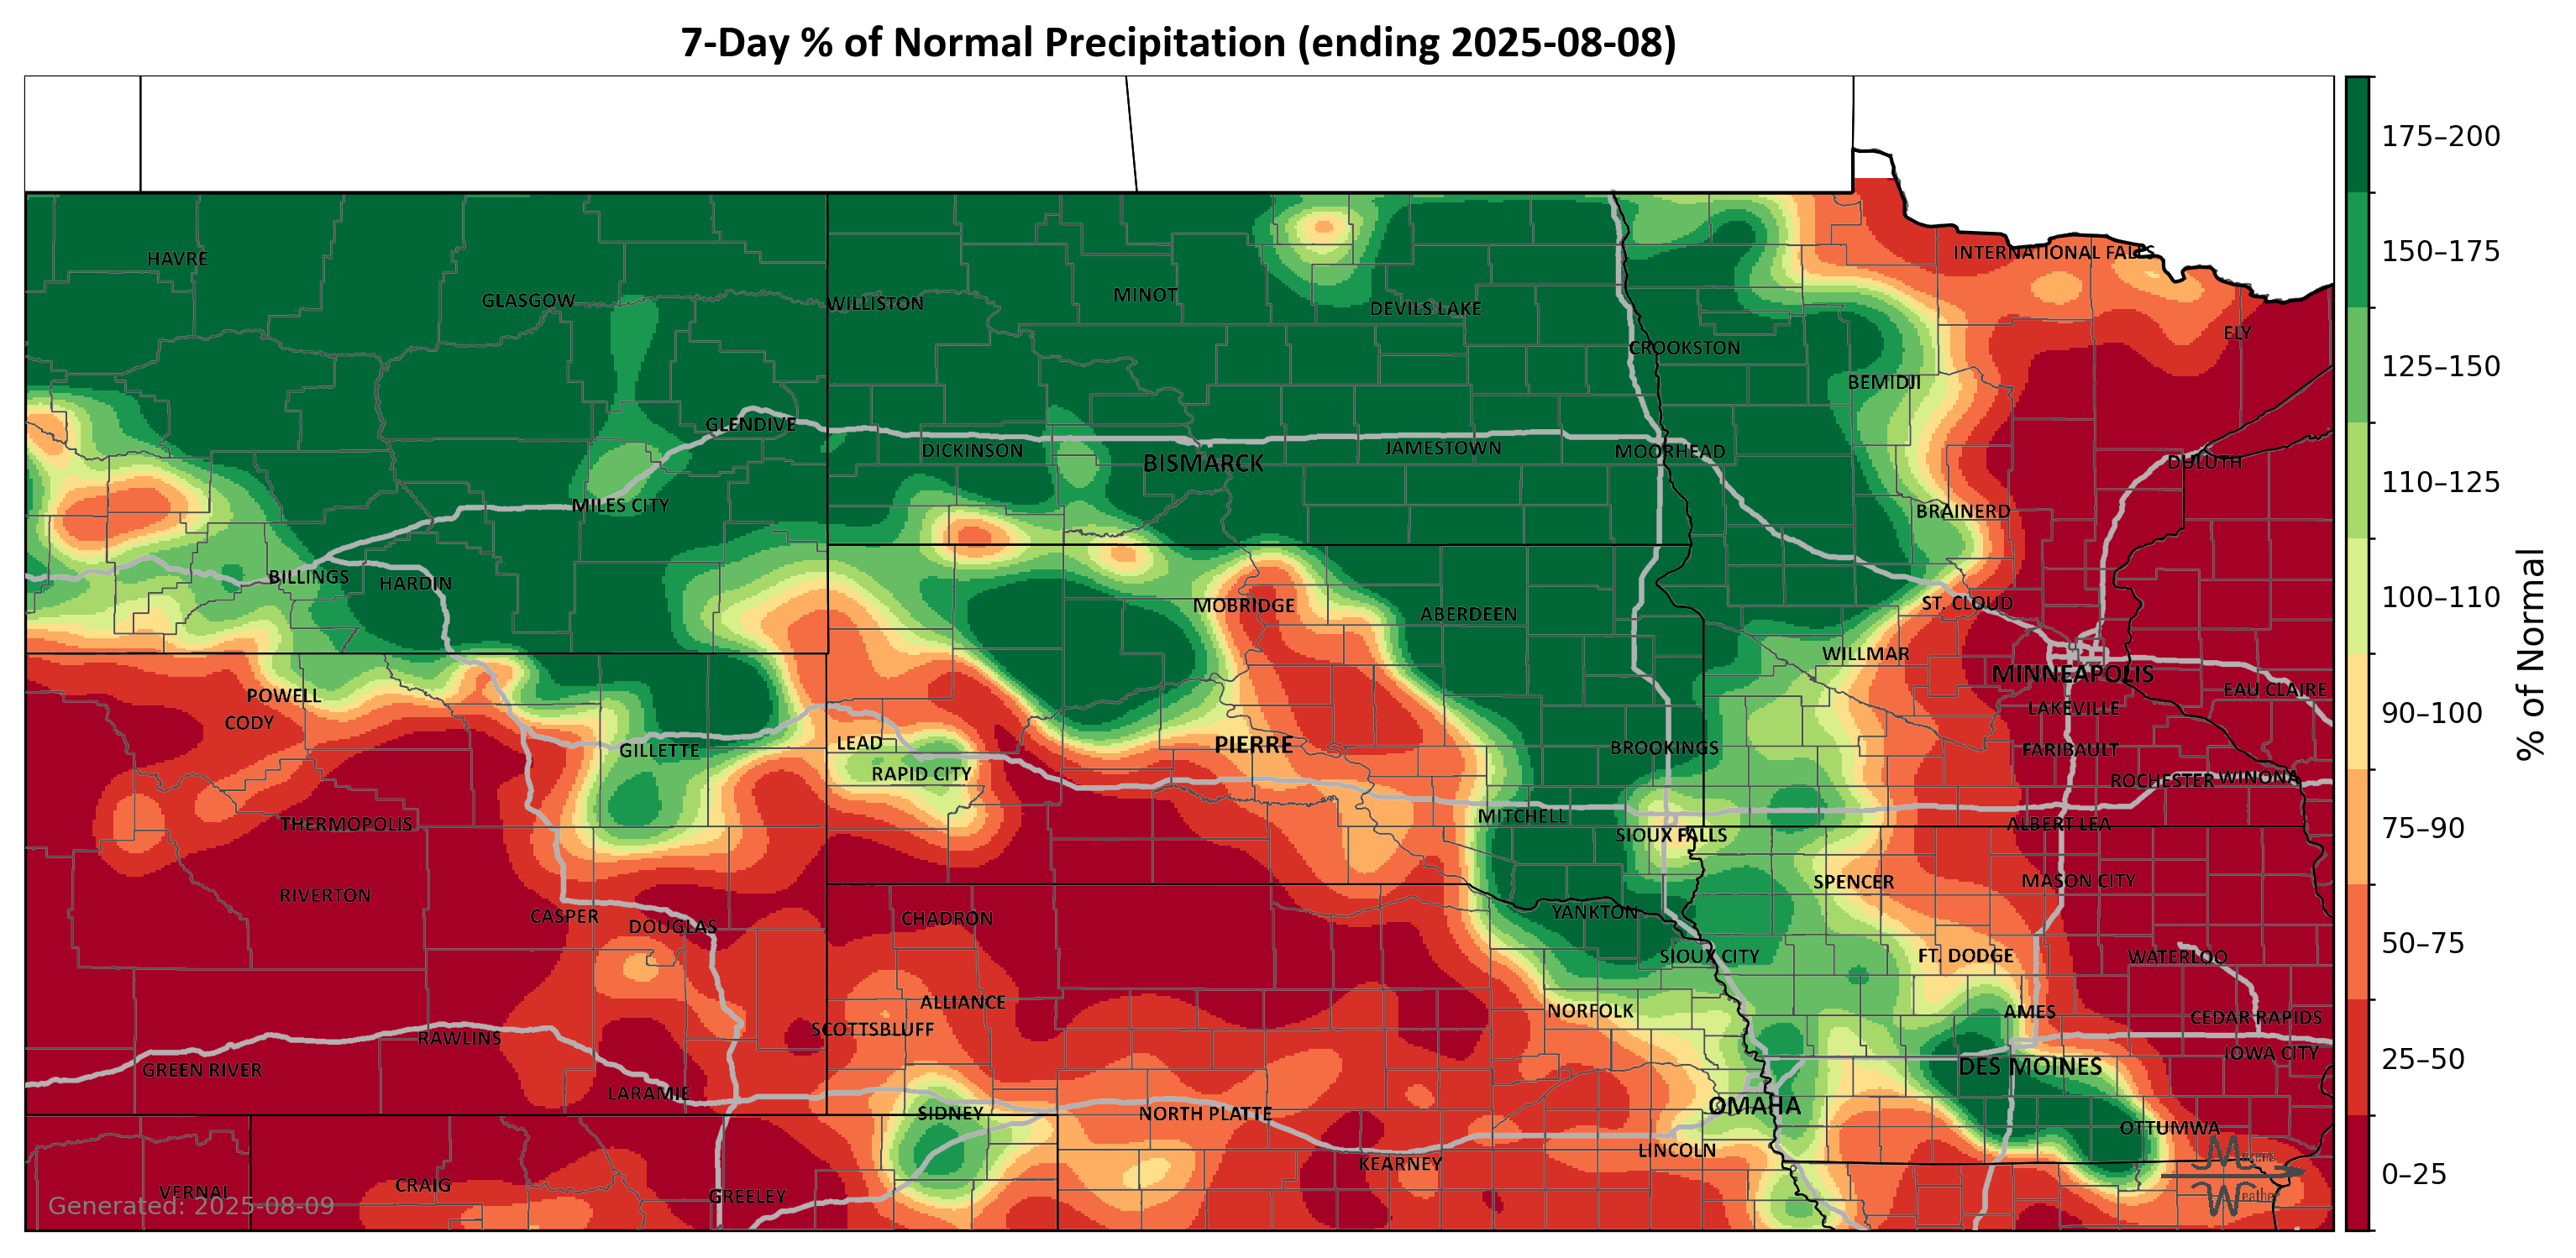 7-Day % of Normal Precipitation (ending 2025-08-08)
175–200
HAVRE
INTERNATIONAL FALLS
150–175
GLASGOW
WILLISTON
MINOT
DEVILS LAKE
ELY
CROOKSTON
125–150
BEMIDJI
GLENDIVE
DICKINSON
BISMARCK
JAMESTOWN
MOORHEAD
DULUTH
110–125
MILES CITY
BRAINERD
BILLINGS
HARDIN
MOBRIDGE
ABERDEEN
ST. CLOUD
100–110
WILLMAR
MINNEAPOLIS
POWELL
EAU CLAIRE
CODY
LAKEVILLE
90–100
% of Normal
GILLETTE
LEAD
PIERRE
BROOKINGS
FARIBAULT
RAPID CITY
ROCHESTER
WINONA
THERMOPOLIS
MITCHELL
SIOUX FALLS
ALBERT LEA
75–90
RIVERTON
SPENCER
MASON CITY
CASPER
DOUGLAS
CHADRON
YANKTON
SIOUX CITY
FT. DODGE
WATERLOO
50–75
ALLIANCE
NORFOLK
AMES
CEDAR RAPIDS
SCOTTSBLUFF
RAWLINS
IOWA CITY
25–50
GREEN RIVER
DES MOINES
LARAMIE
SIDNEY
NORTH PLATTE
OMAHA
OTTUMWA
LINCOLN
KEARNEY
0–25
VERNAL
CRAIG
GREELEY
Makens
Weather
Generated: 2025-08-09